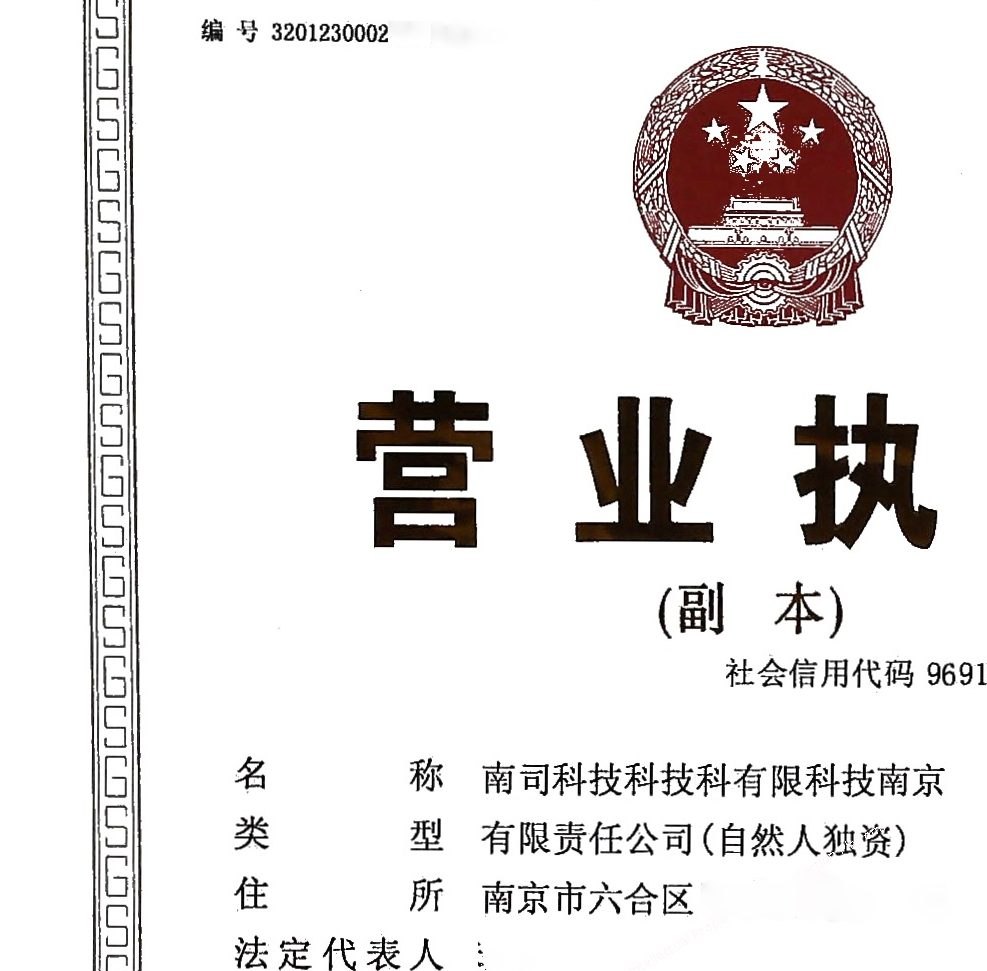 编 号 3201230002
营 业 执
(副 本)
社会信用代码 9691
名 称 南司科技科技科有限科技南京
类 型 有限责任公司(自然人独资)
住 所 南京市六合区
法定代表人